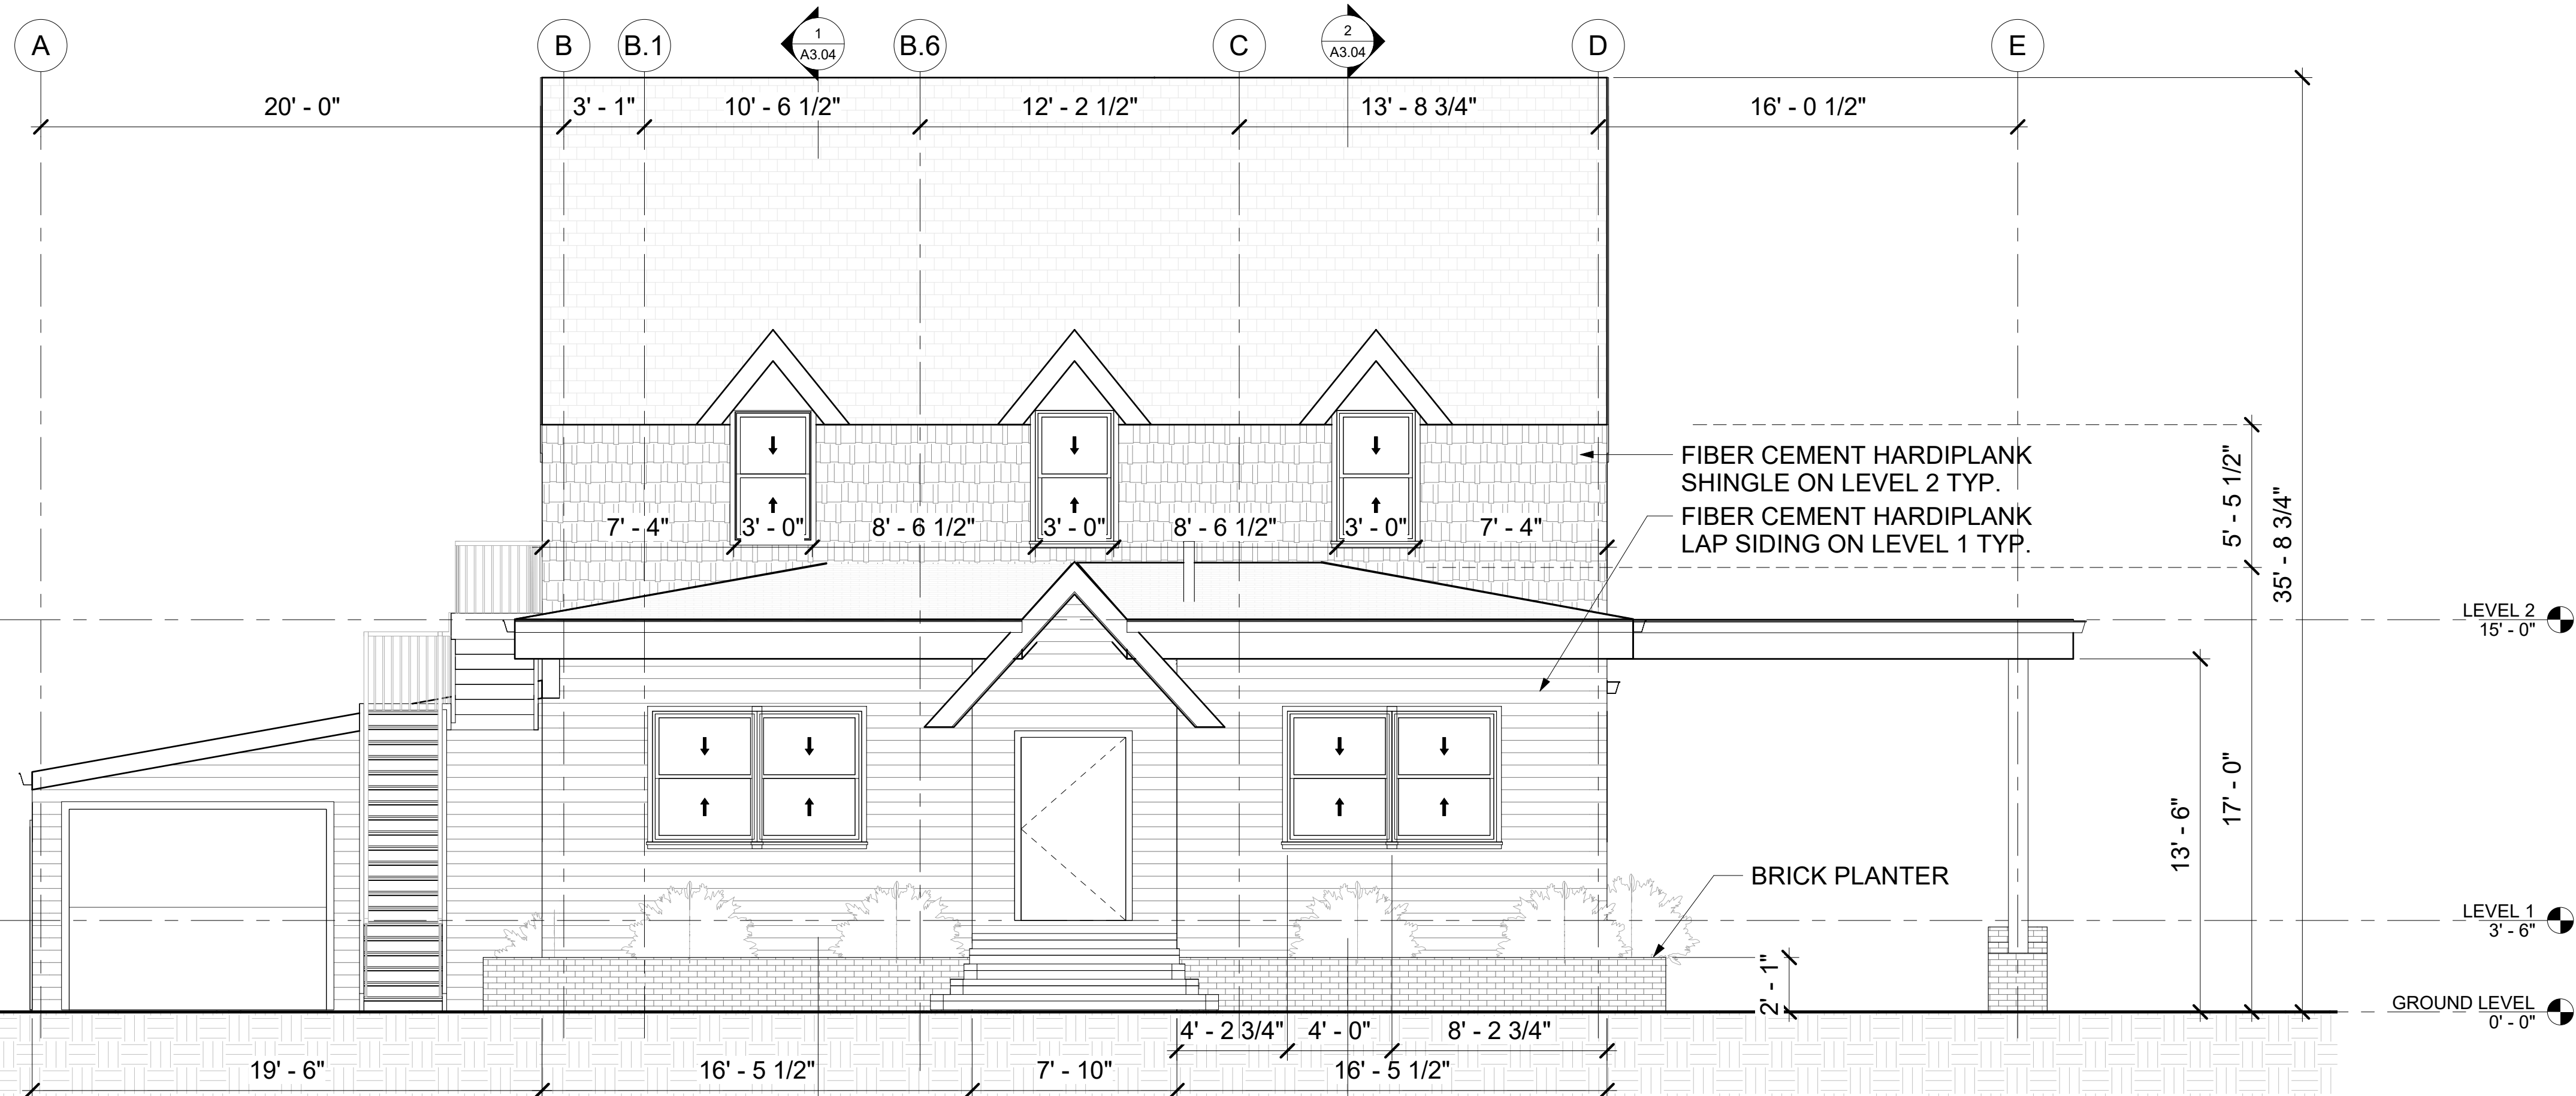 A
B
B.1
1
A3.04
B.6
C
2
A3.04
D
E
20' - 0"
3' - 1"
10' - 6 1/2"
12' - 2 1/2"
13' - 8 3/4"
16' - 0 1/2"
FIBER CEMENT HARDIPLANK
SHINGLE ON LEVEL 2 TYP.
FIBER CEMENT HARDIPLANK
LAP SIDING ON LEVEL 1 TYP.
7' - 4"
3' - 0"
8' - 6 1/2"
3' - 0"
8' - 6 1/2"
3' - 0"
7' - 4"
5' - 5 1/2"
35' - 8 3/4"
LEVEL 2
15' - 0"
17' - 0"
13' - 6"
BRICK PLANTER
LEVEL 1
3' - 6"
2' - 1"
GROUND LEVEL
0' - 0"
4' - 2 3/4"
4' - 0"
8' - 2 3/4"
19' - 6"
16' - 5 1/2"
7' - 10"
16' - 5 1/2"